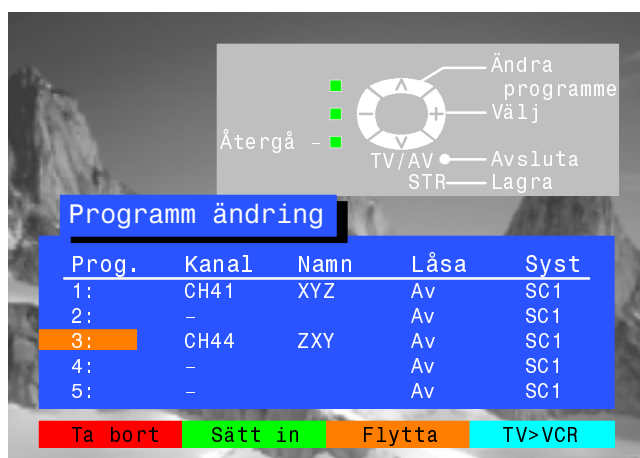 Ändra
programme
Välj
Återgå –
TV/AV Avsluta
STR Lagra
Programm ändring
Prog. Kanal Namn Låsa Syst
1: CH41 XYZ Av SC1
2: – Av SC1
3: CH44 ZXY Av SC1
4: – Av SC1
5: – Av SC1
Ta bort Sätt in Flytta TV>VCR